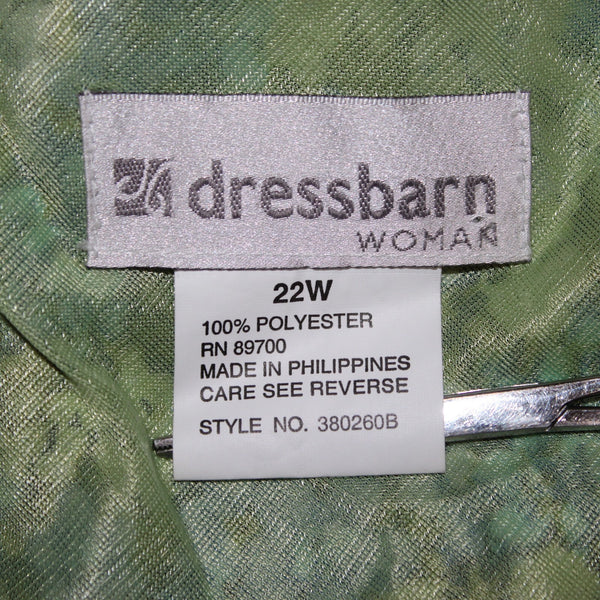 dressbarn
WOMAN
22W
100% POLYESTER
RN 89700
MADE IN PHILIPPINES
CARE SEE REVERSE
STYLE NO. 380260B